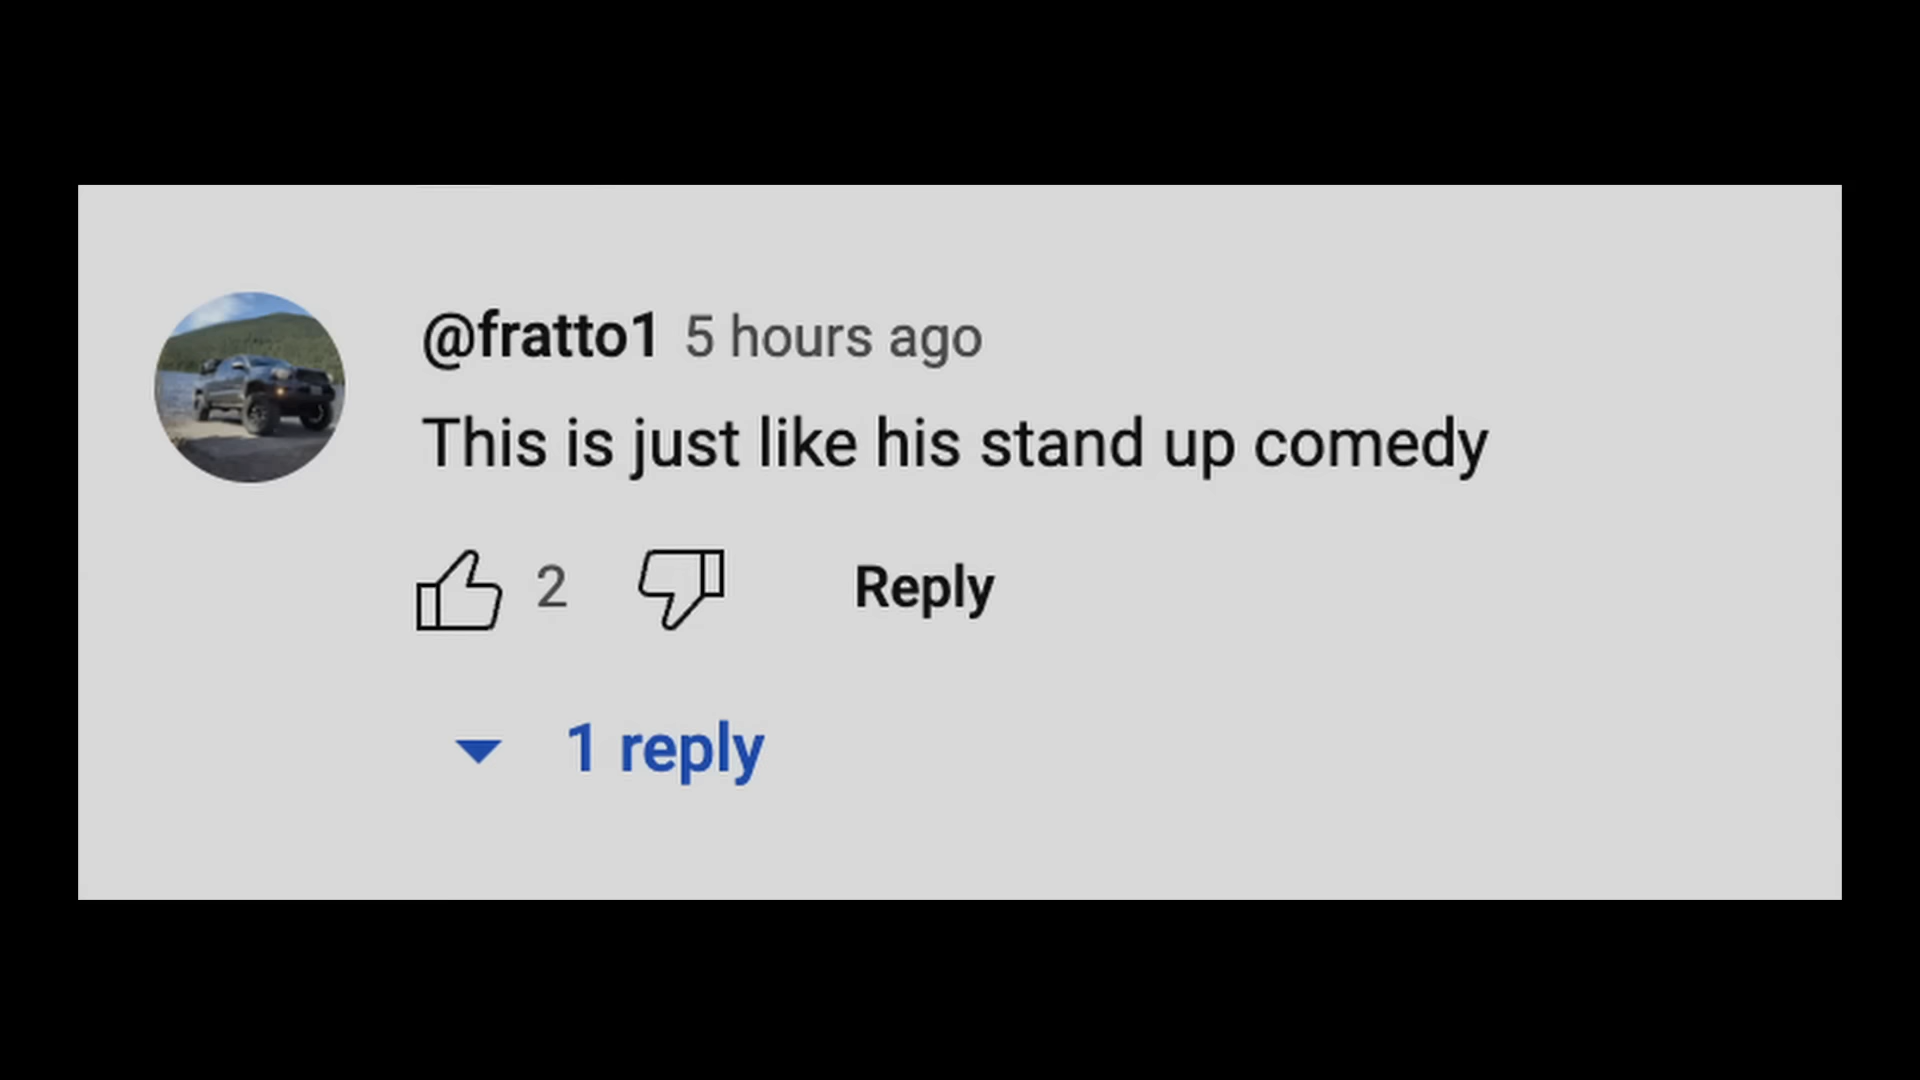 @fratto1 5 hours ago
This is just like his stand up comedy
2 Reply
1 reply